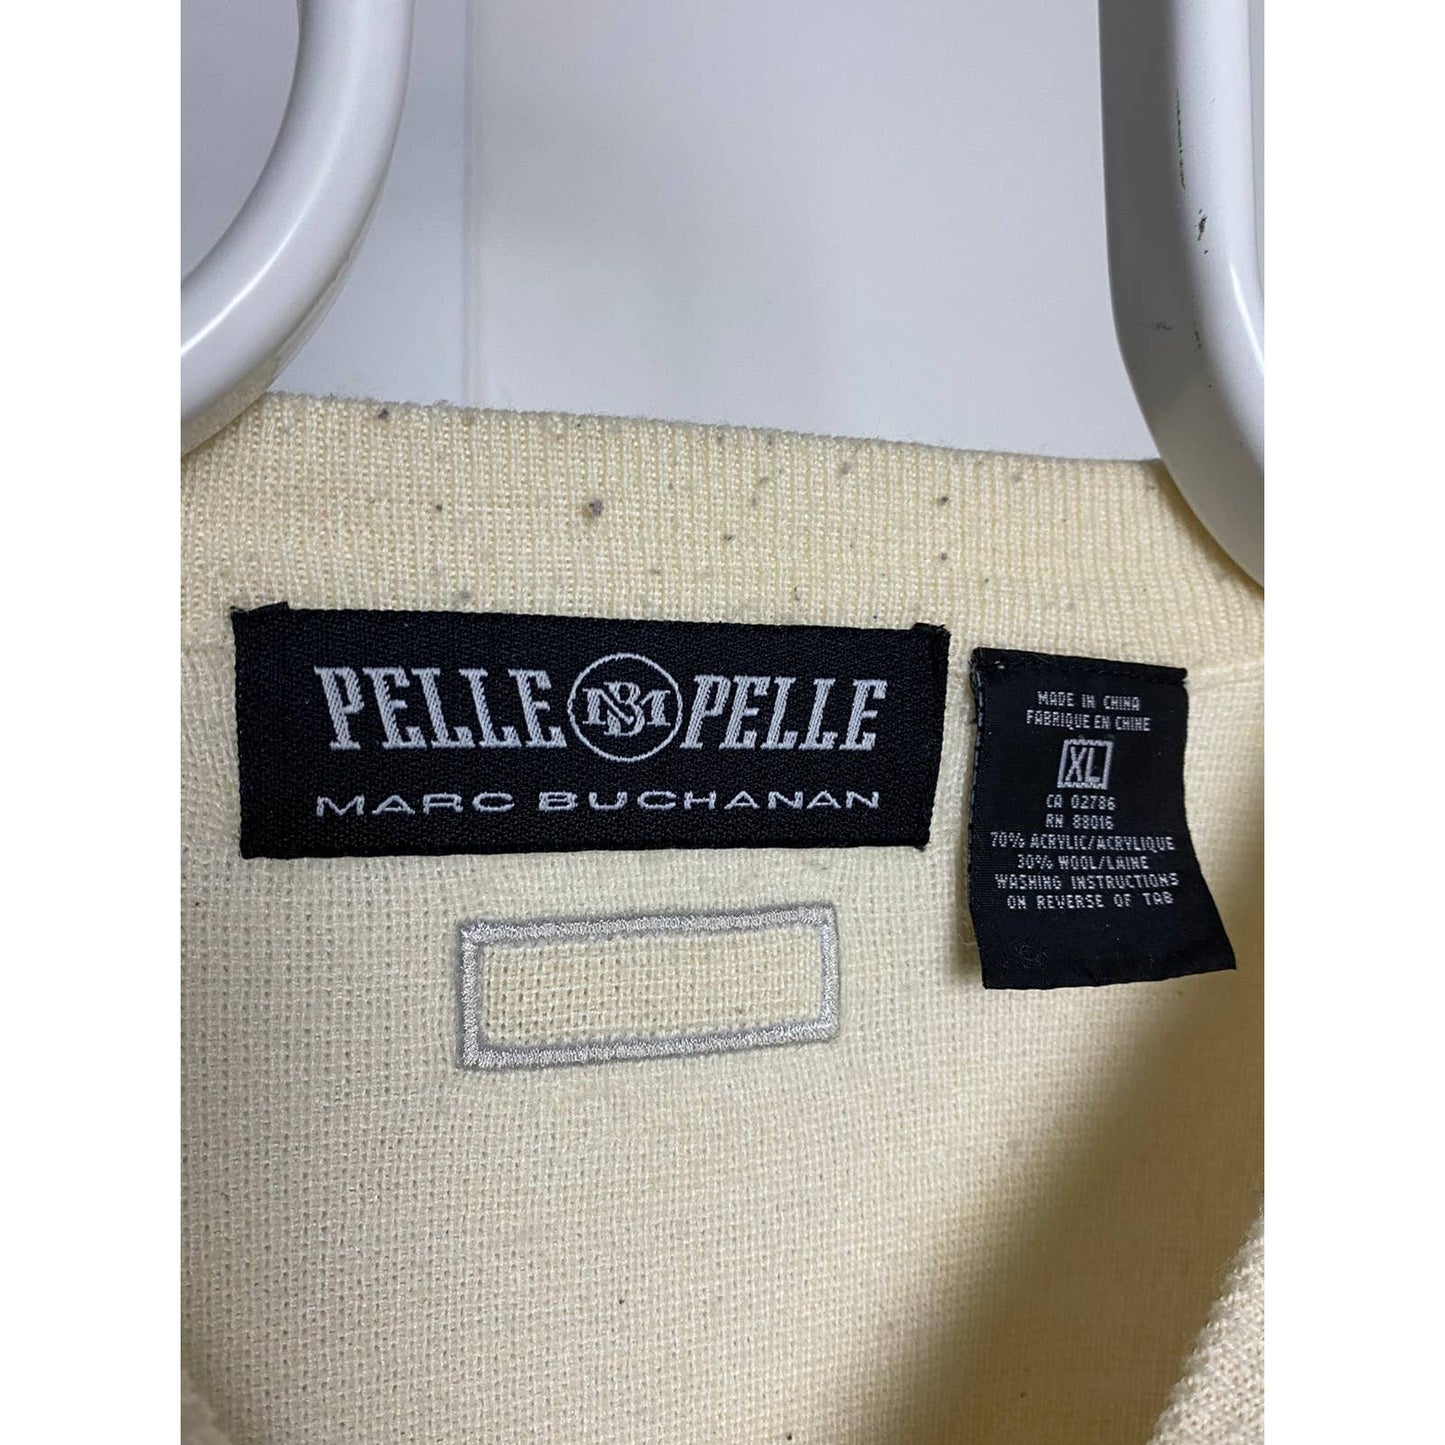 PELLE MB PELLE
MARC BUCHANAN
MADE IN CHINA
FABRIQUE EN CHINE
XL
CA 02786
RN 88016
70% ACRYLIC/ACRYLIQUE
30% WOOL/LAINE
WASHING INSTRUCTIONS
ON REVERSE OF TAB